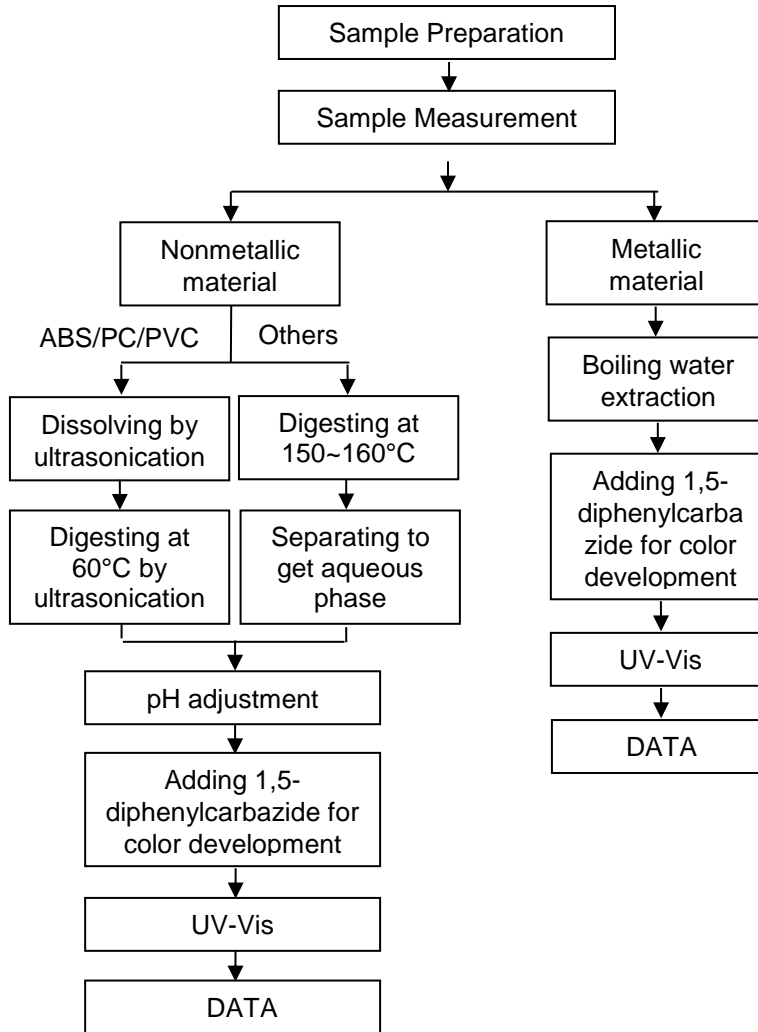 Sample Preparation
Sample Measurement
Nonmetallic
material
ABS/PC/PVC
Others
Dissolving by
ultrasonication
Digesting at
150~160°C
Digesting at
60°C by
ultrasonication
Separating to
get aqueous
phase
pH adjustment
Adding 1,5-
diphenylcarbazide for
color development
UV-Vis
DATA
Metallic
material
Boiling water
extraction
Adding 1,5-
diphenylcarba
zide for color
development
UV-Vis
DATA